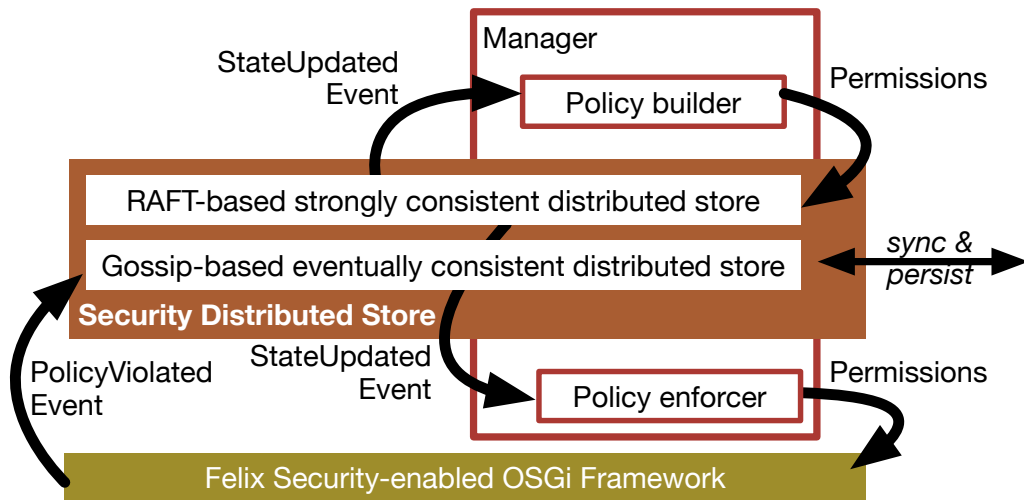 Manager
StateUpdated
Event
Policy builder
Permissions
RAFT-based strongly consistent distributed store
Gossip-based eventually consistent distributed store
sync &
persist
Security Distributed Store
StateUpdated
Event
PolicyViolated
Event
Policy enforcer
Permissions
Felix Security-enabled OSGi Framework